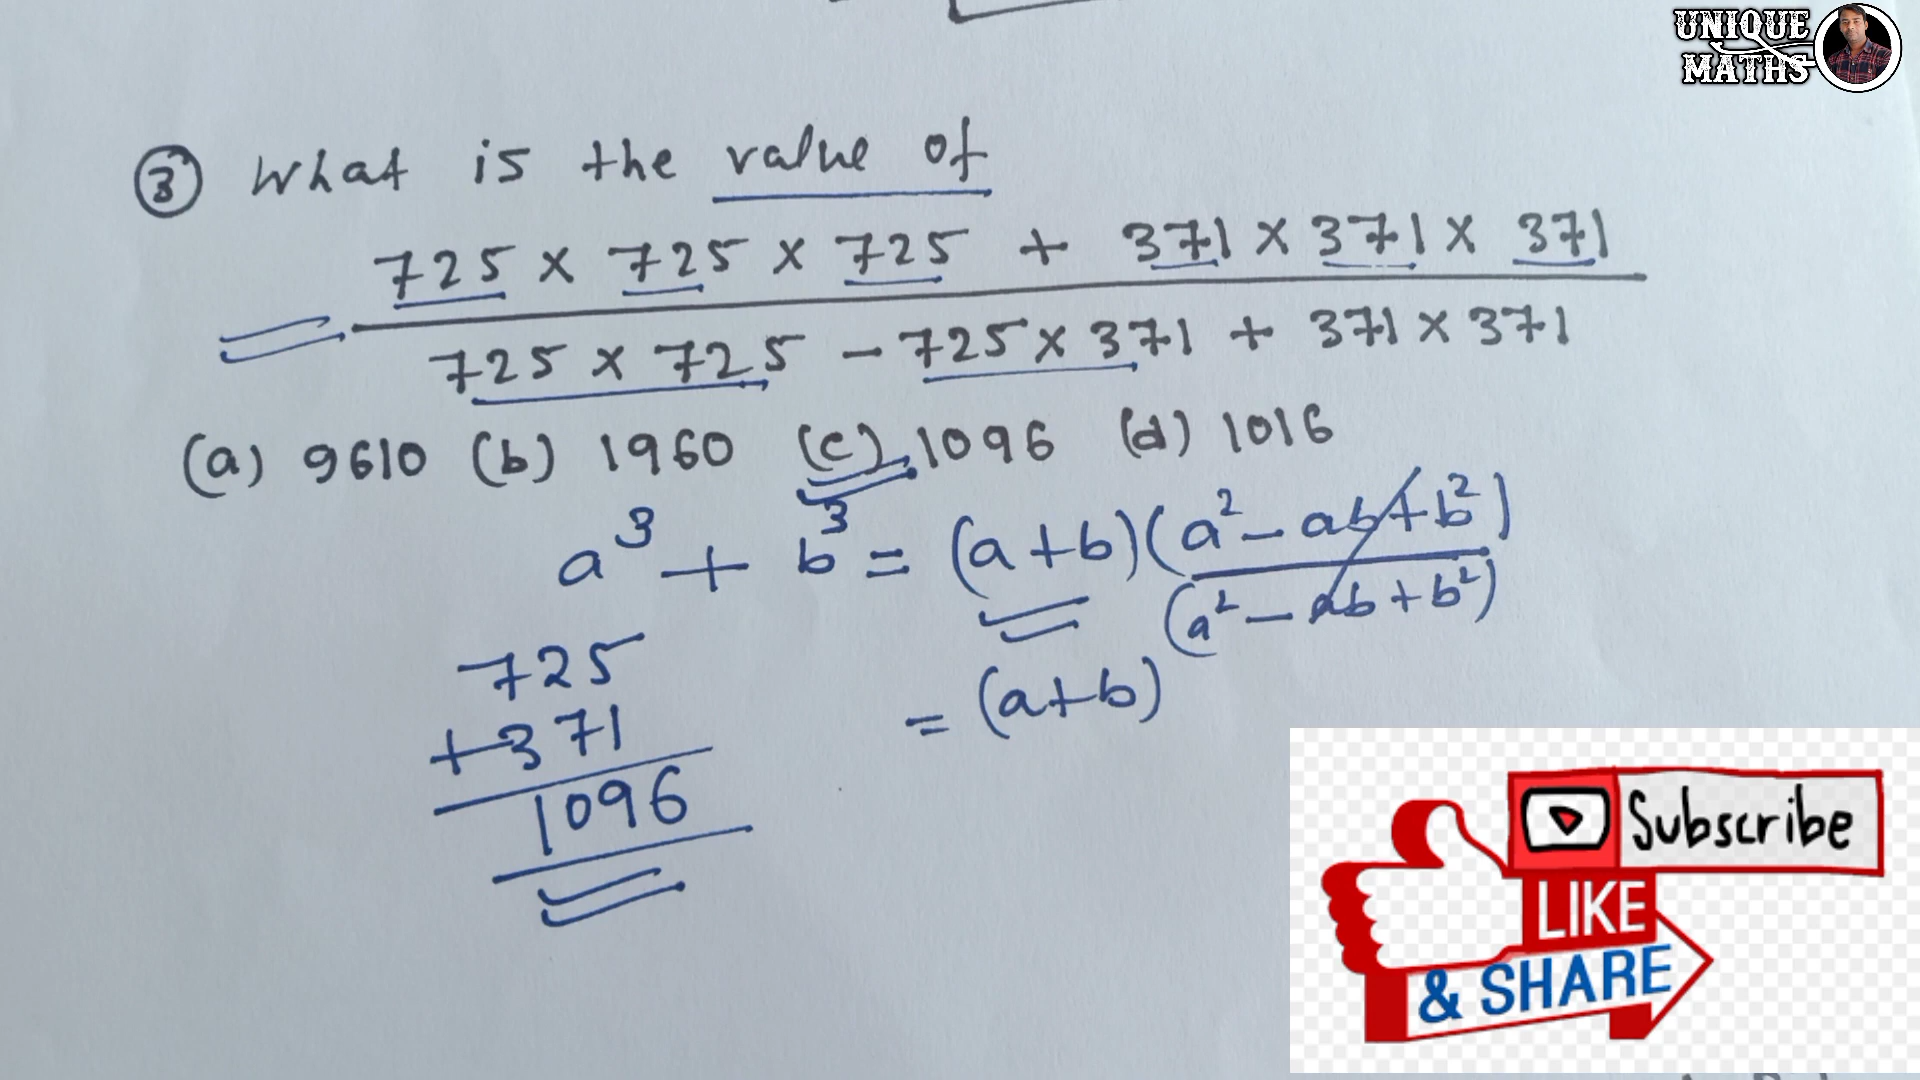 UNIQUE
MATHS
③ What is the value of
725 × 725 × 725 + 371 × 371 × 371
725 × 725 - 725 × 371 + 371 × 371
(a) 9610 (b) 1960 (c) 1096 (d) 1016
a³ + b³ = (a+b)(a² - ab + b²)
(a² - ab + b²)
= (a+b)
725
+371
1096
Subscribe
LIKE
& SHARE